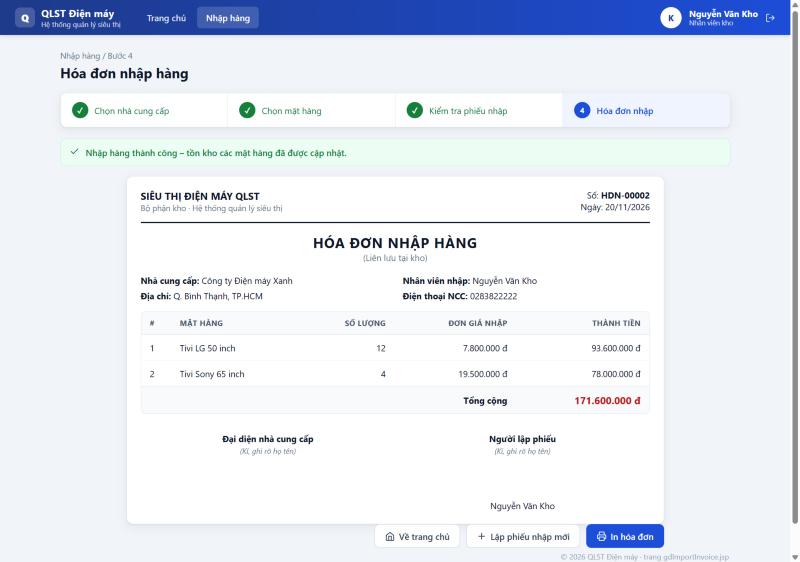 Q QLST Điện máy
Hệ thống quản lý siêu thị
Trang chủ
Nhập hàng
K
Nguyễn Văn Kho
Nhân viên kho
Nhập hàng / Bước 4
Hóa đơn nhập hàng
Chọn nhà cung cấp
Chọn mặt hàng
Kiểm tra phiếu nhập
4 Hóa đơn nhập
Nhập hàng thành công – tồn kho các mặt hàng đã được cập nhật.
SIÊU THỊ ĐIỆN MÁY QLST
Bộ phận kho · Hệ thống quản lý siêu thị
Số: HDN-00002
Ngày: 20/11/2026
HÓA ĐƠN NHẬP HÀNG
(Liên lưu tại kho)
Nhà cung cấp: Công ty Điện máy Xanh
Nhân viên nhập: Nguyễn Văn Kho
Địa chỉ: Q. Bình Thạnh, TP.HCM
Điện thoại NCC: 0283822222
# MẶT HÀNG SỐ LƯỢNG ĐƠN GIÁ NHẬP THÀNH TIỀN
1 Tivi LG 50 inch 12 7.800.000 đ 93.600.000 đ
2 Tivi Sony 65 inch 4 19.500.000 đ 78.000.000 đ
Tổng cộng 171.600.000 đ
Đại diện nhà cung cấp
(Kí, ghi rõ họ tên)
Người lập phiếu
(Kí, ghi rõ họ tên)
Nguyễn Văn Kho
Về trang chủ
Lập phiếu nhập mới
In hóa đơn
© 2026 QLST Điện máy · trang gdImportInvoice.jsp